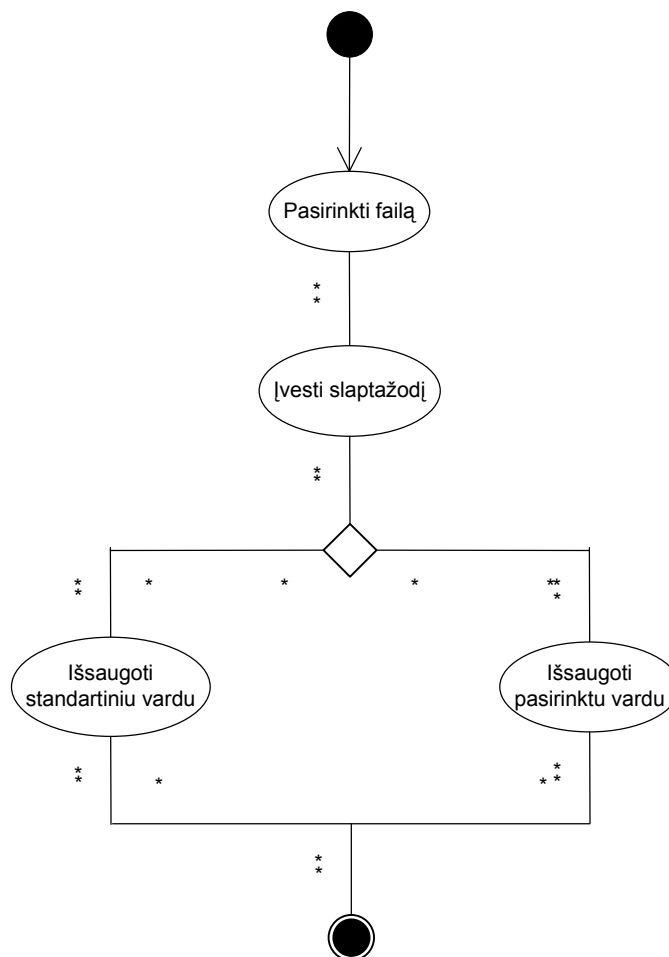 Pasirinkti failą
*
*
Įvesti slaptažodį
*
*
* * * * **
* *
Išsaugoti
standartiniu vardu
Išsaugoti
pasirinktu vardu
* *
* * * *
*
*